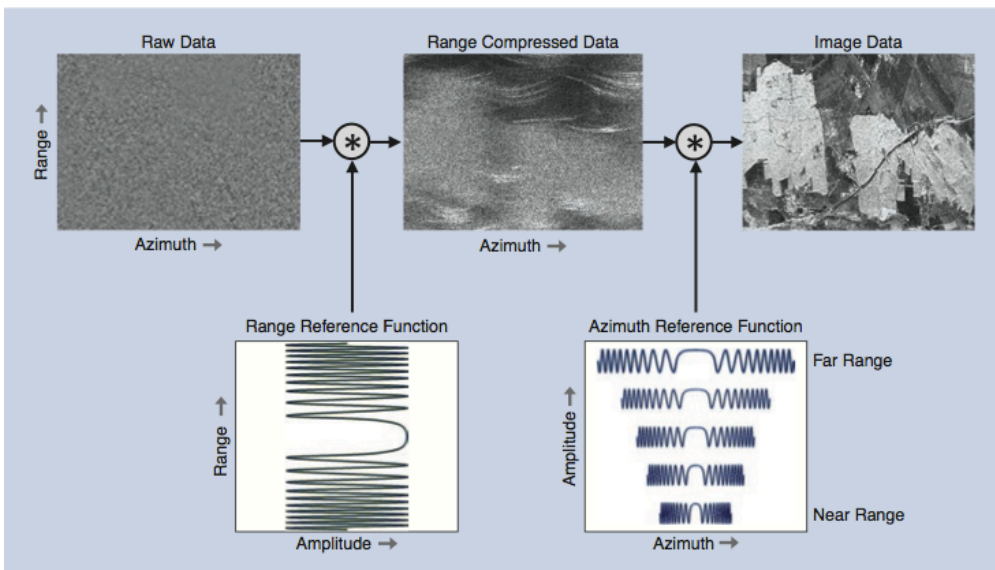 Raw Data
Range Compressed Data
Image Data
Range →
*
*
Azimuth →
Azimuth →
Range Reference Function
Azimuth Reference Function
Range →
Amplitude →
Far Range
Near Range
Amplitude →
Azimuth →